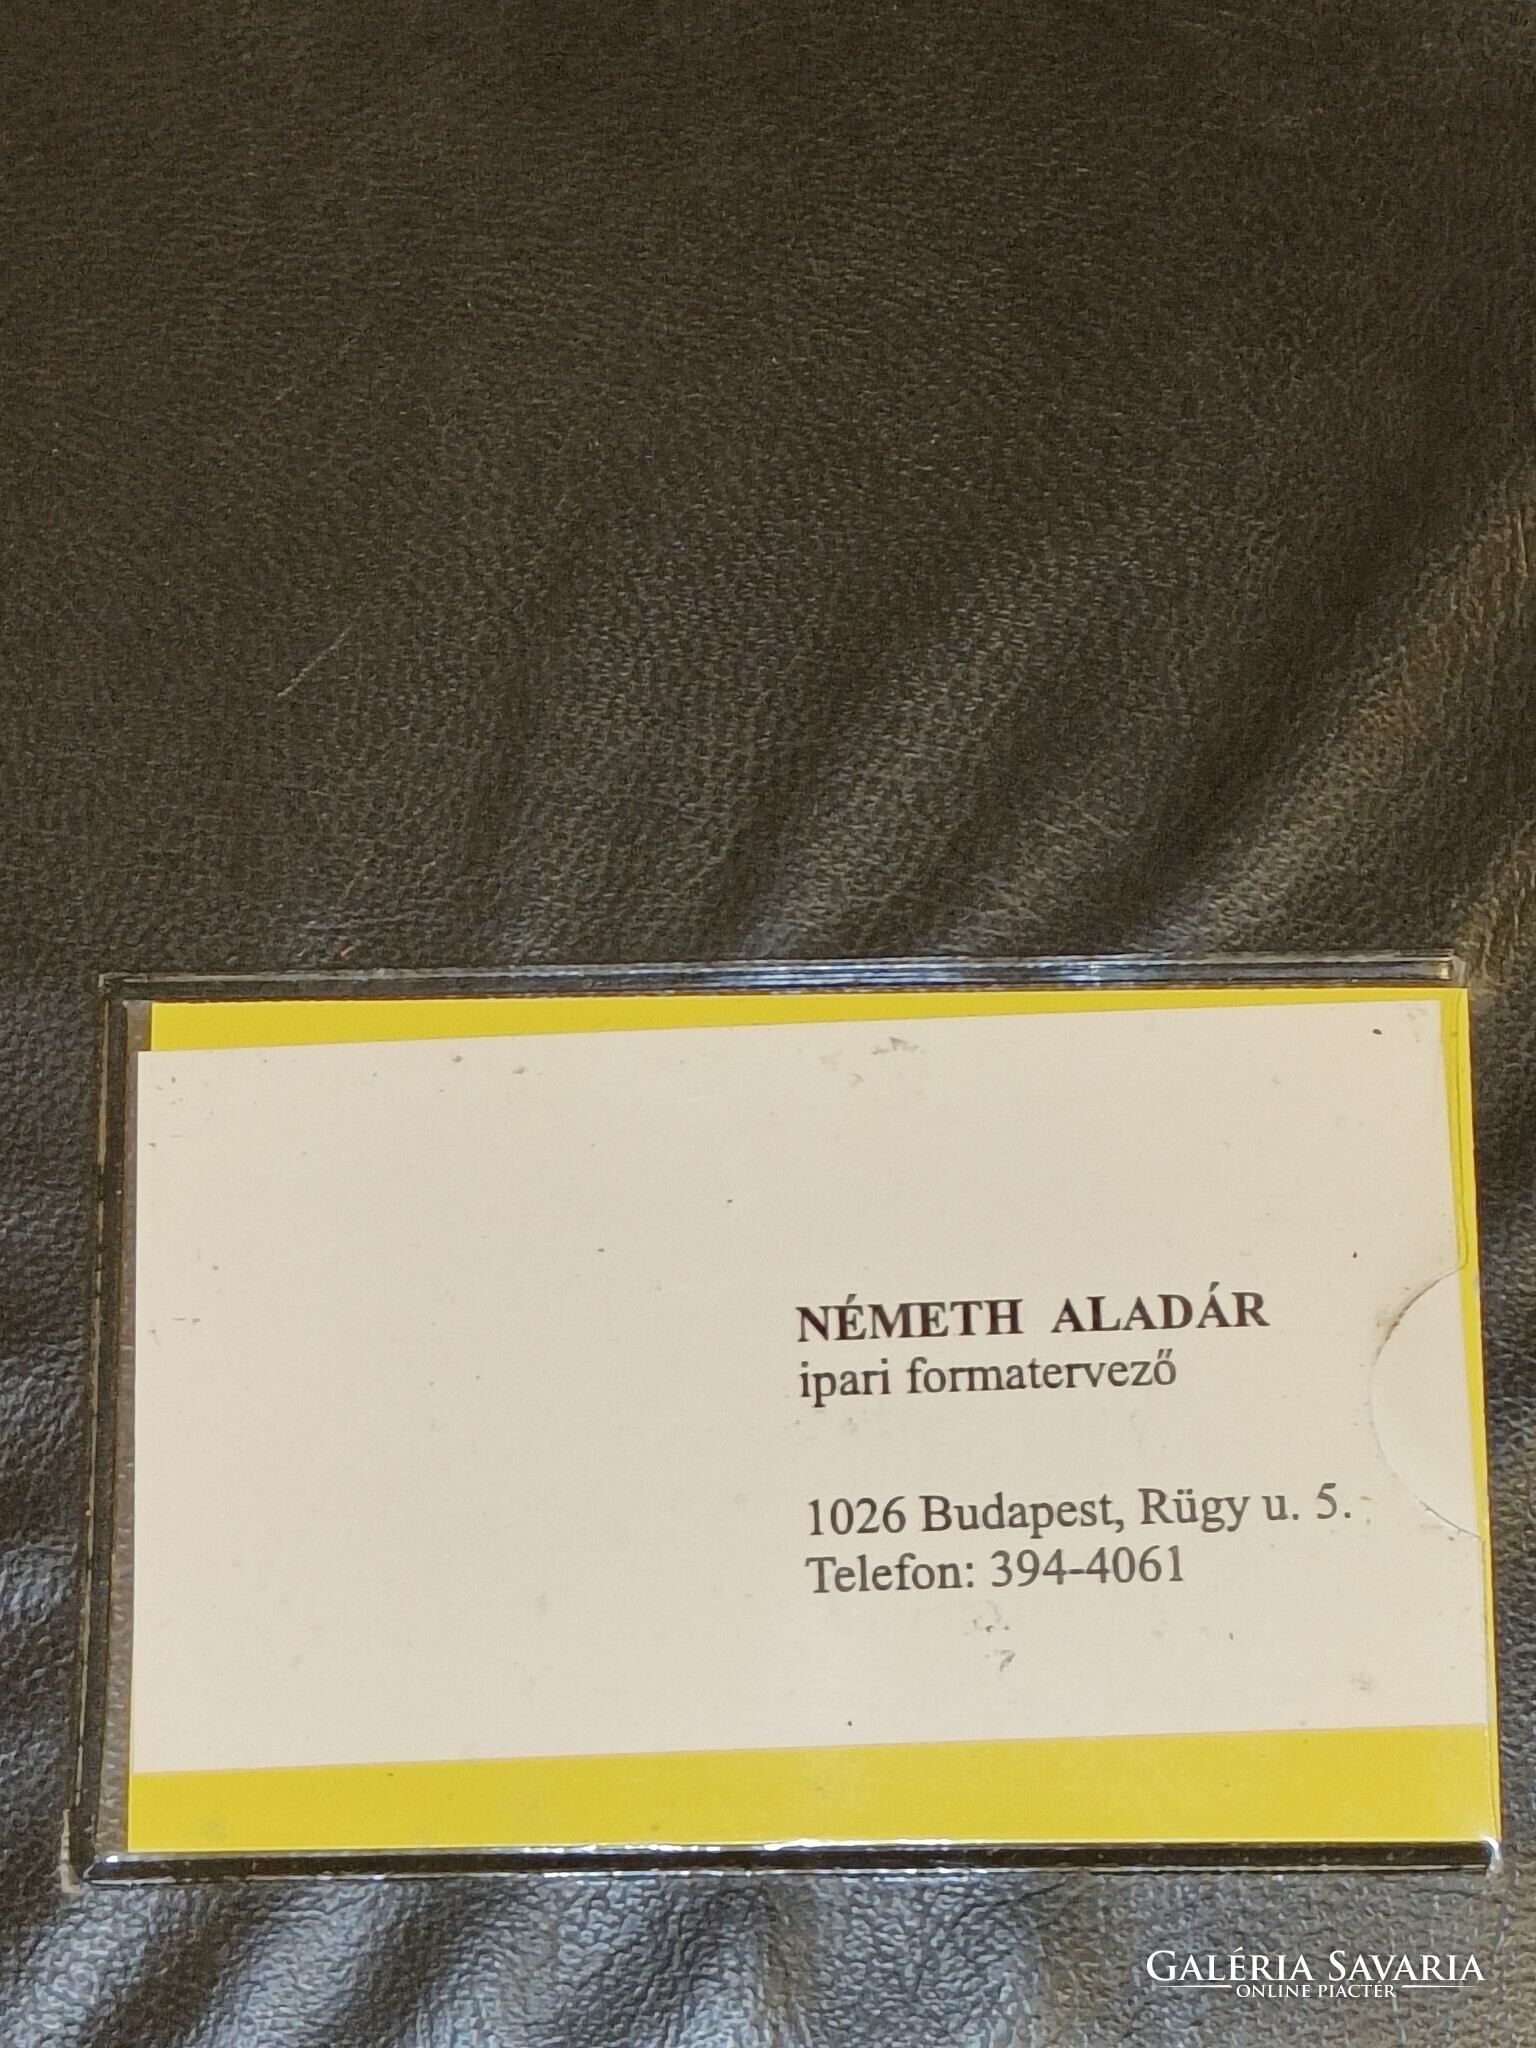 NÉMETH ALADÁR
ipari formatervező
1026 Budapest, Rügy u. 5.
Telefon: 394-4061
GALÉRIA SAVARIA
ONLINE PIACTÉR